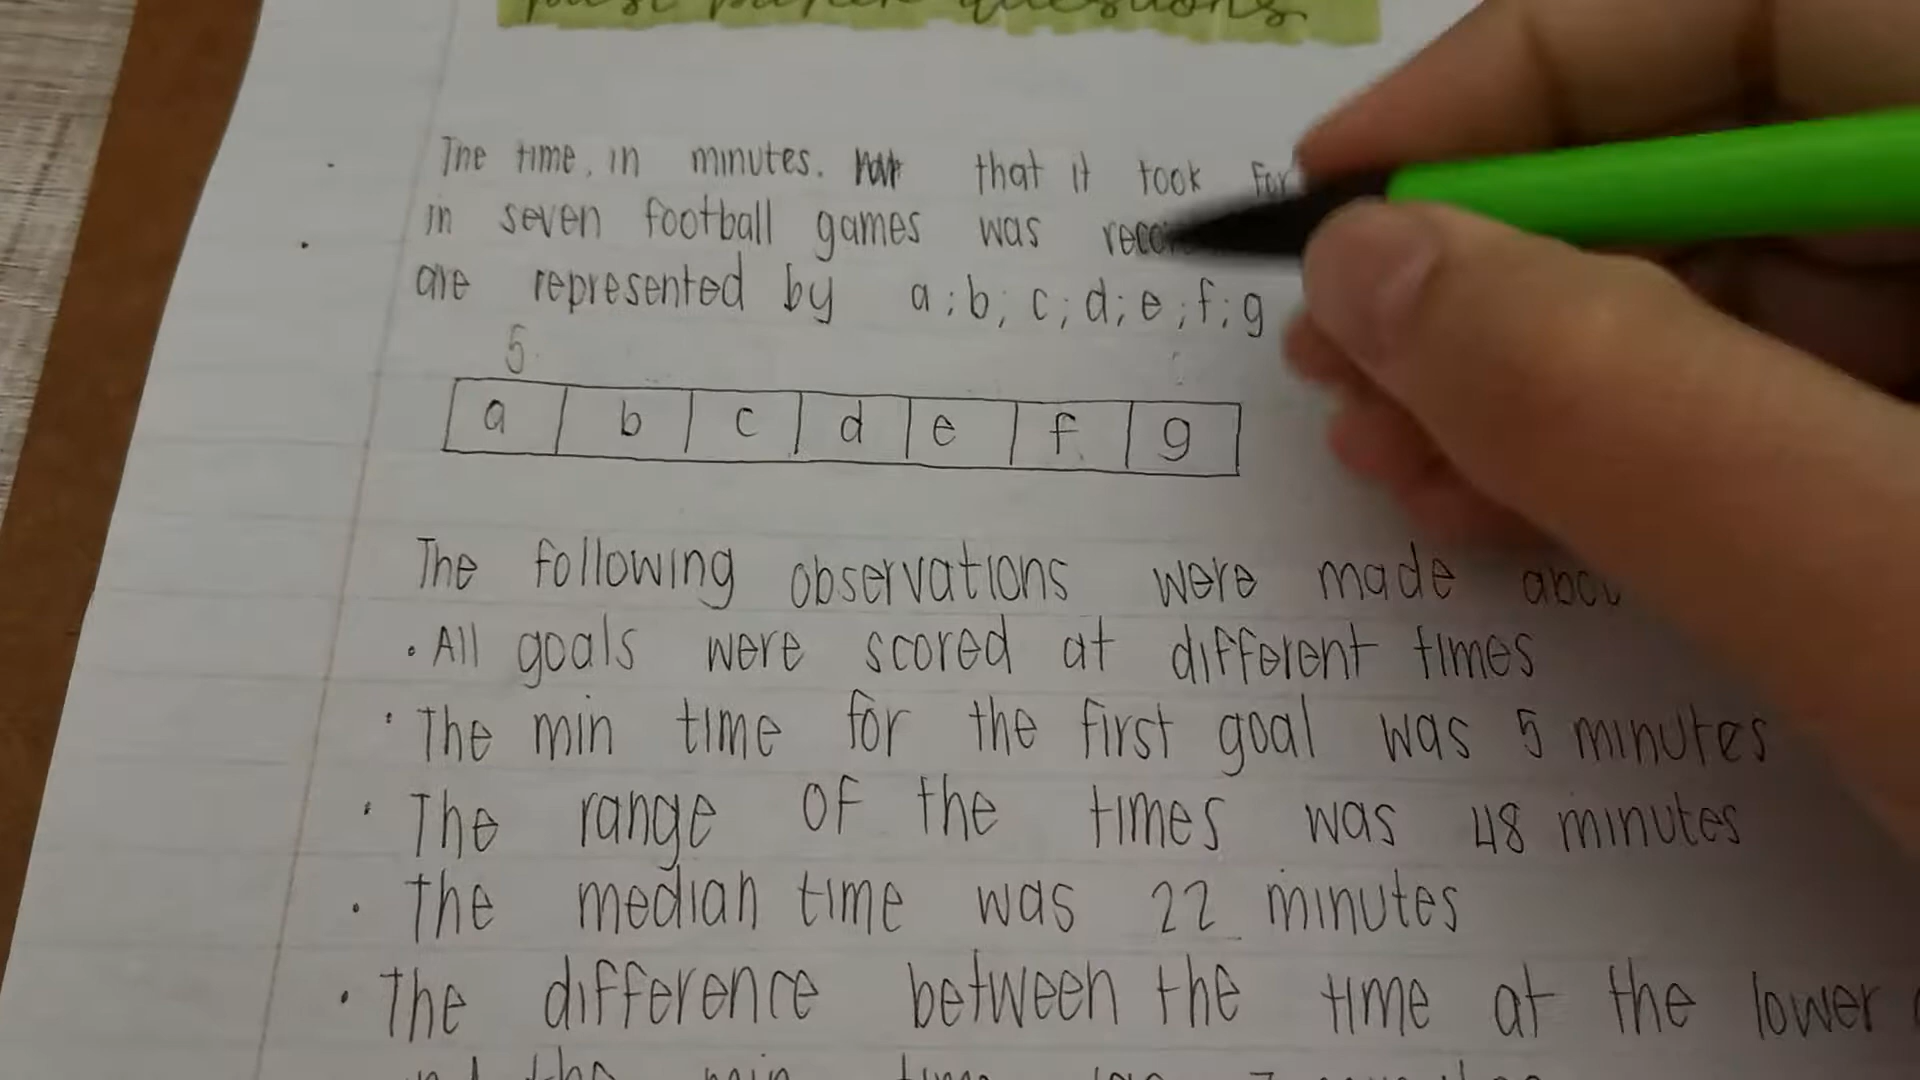 past paper questions
The time, in minutes. that it took for
in seven football games was
are represented by a; b; c; d; e; f; g
5
a b c d e f g
The following observations were made
• All goals were scored at different times
• The min time for the first goal was 5 minutes
• The range of the times was 48 minutes
• The median time was 22 minutes
• The difference between the time at the lower